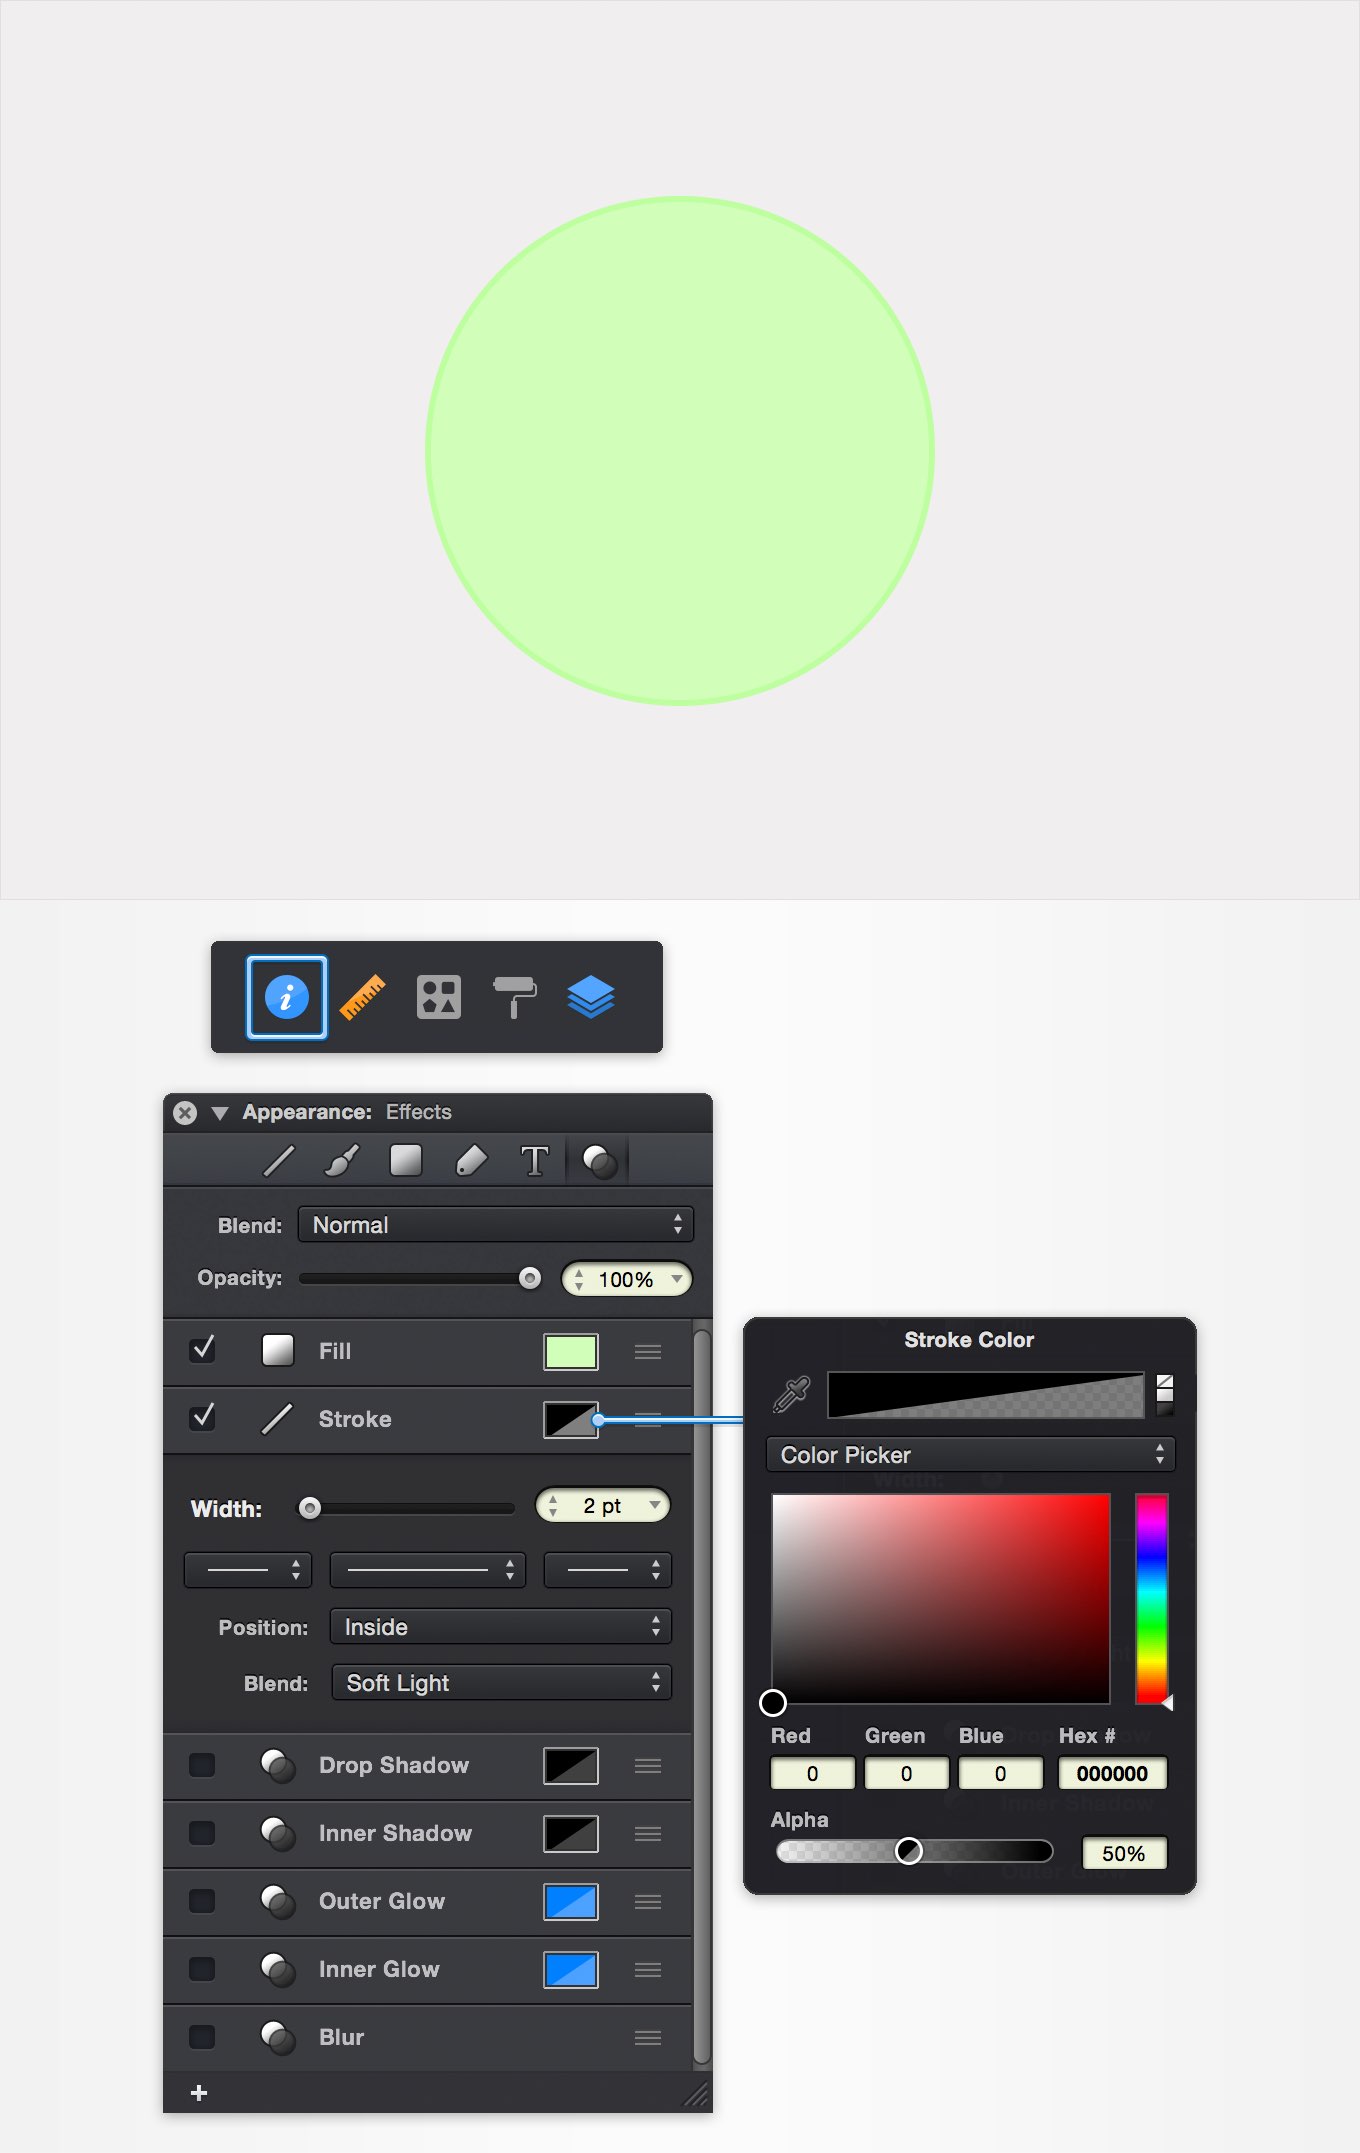 Appearance: Effects
Blend: Normal
Opacity: 100%
Fill
Stroke
Width: 2 pt
Position: Inside
Blend: Soft Light
Drop Shadow
Inner Shadow
Outer Glow
Inner Glow
Blur
+
Stroke Color
Color Picker
Red Green Blue Hex #
0 0 0 000000
Alpha
50%